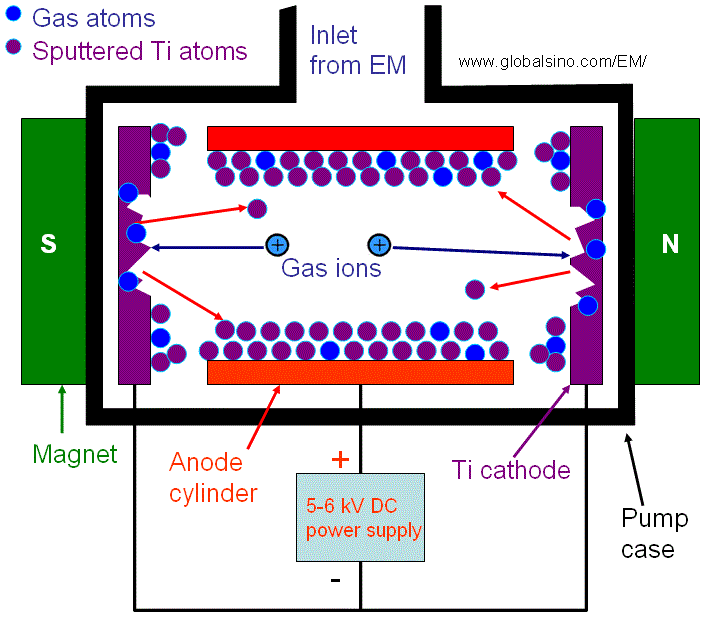 Gas atoms
Sputtered Ti atoms
Inlet
from EM
www.globalsino.com/EM/
S
N
+
+
Gas ions
Magnet
Anode
cylinder
+
5-6 kV DC
power supply
-
Ti cathode
Pump
case